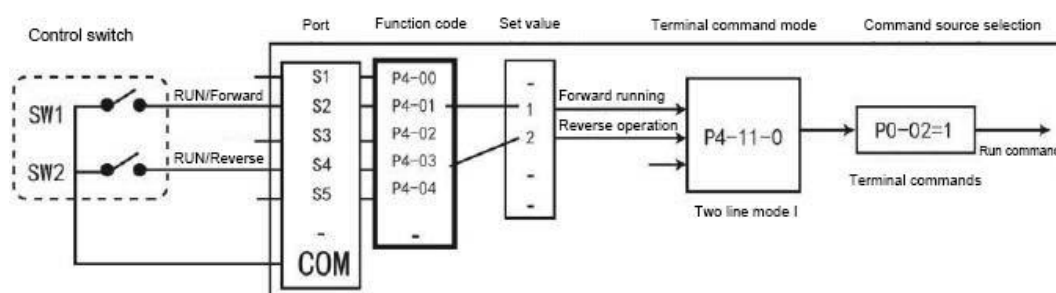 Control switch
Port
Function code
Set value
Terminal command mode
Command source selection
SW1
RUN/Forward
SW2
RUN/Reverse
S1
S2
S3
S4
S5
-
COM
P4-00
P4-01
P4-02
P4-03
P4-04
-
-
1
2
-
-
Forward running
Reverse operation
P4-11-0
Two line mode I
P0-02=1
Terminal commands
Run command